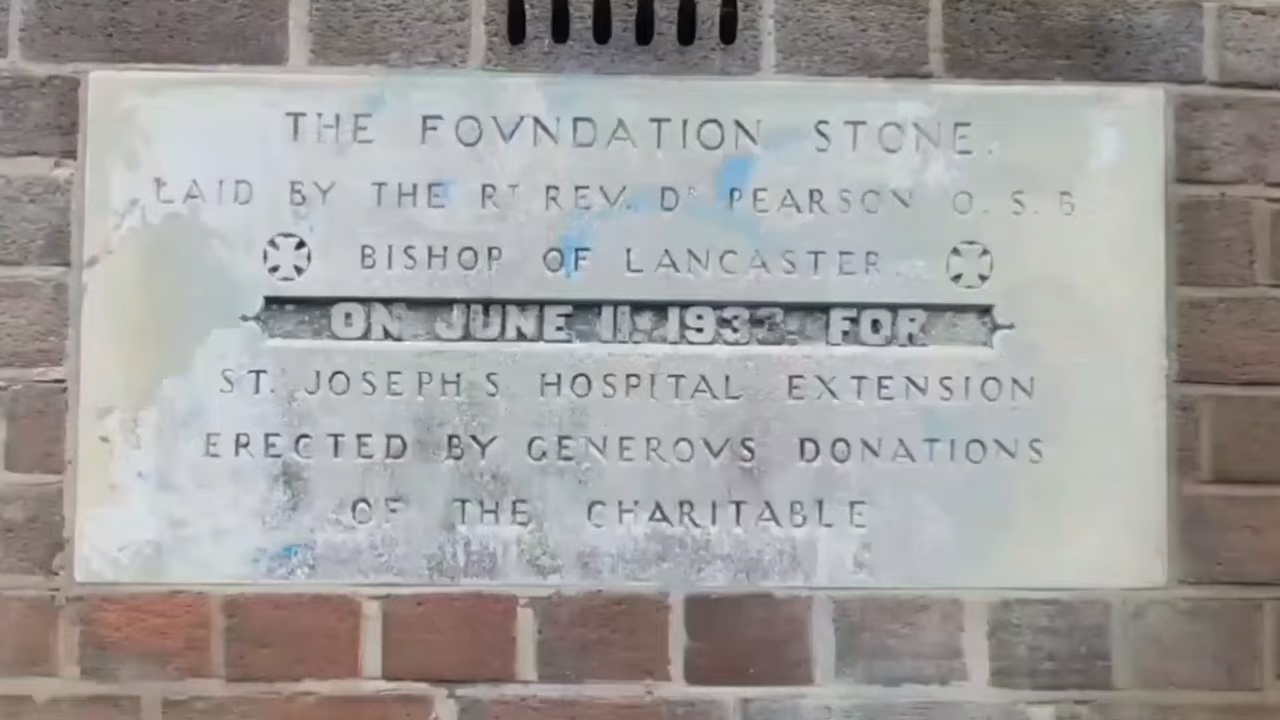 THE FOVNDATION STONE.
LAID BY THE RT REV. DR PEARSON O.S.B.
BISHOP OF LANCASTER.
ON JUNE 11. 1933. FOR
ST. JOSEPH'S HOSPITAL EXTENSION
ERECTED BY GENEROVS DONATIONS
OF THE CHARITABLE